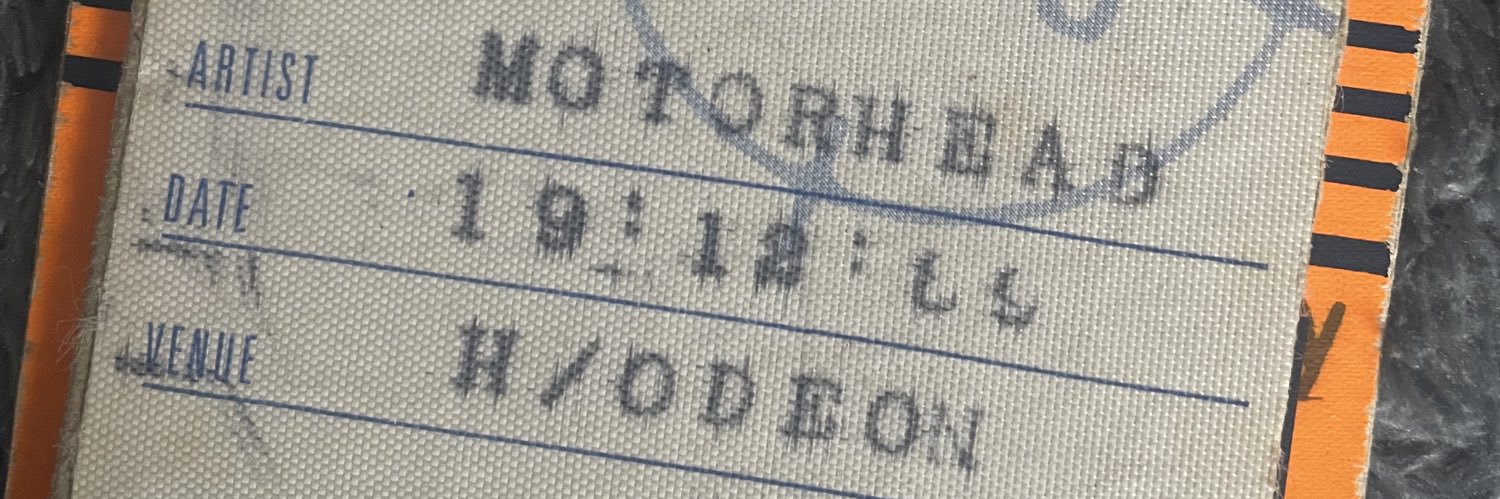 ARTIST MOTORHEAD
DATE 19:12:
VENUE H/ODEON